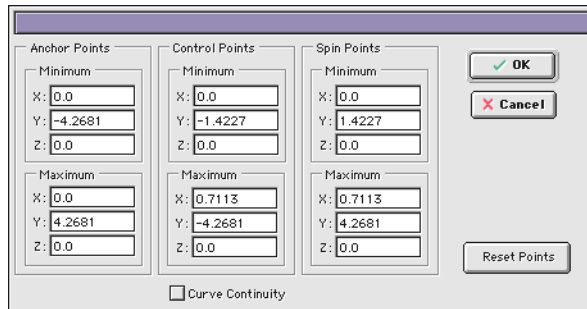 Anchor Points Control Points Spin Points
Minimum Minimum Minimum
X: 0.0 X: 0.0 X: 0.0
Y: -4.2681 Y: -1.4227 Y: 1.4227
Z: 0.0 Z: 0.0 Z: 0.0
Maximum Maximum Maximum
X: 0.0 X: 0.7113 X: 0.7113
Y: 4.2681 Y: -4.2681 Y: 4.2681
Z: 0.0 Z: 0.0 Z: 0.0
OK
Cancel
Reset Points
Curve Continuity